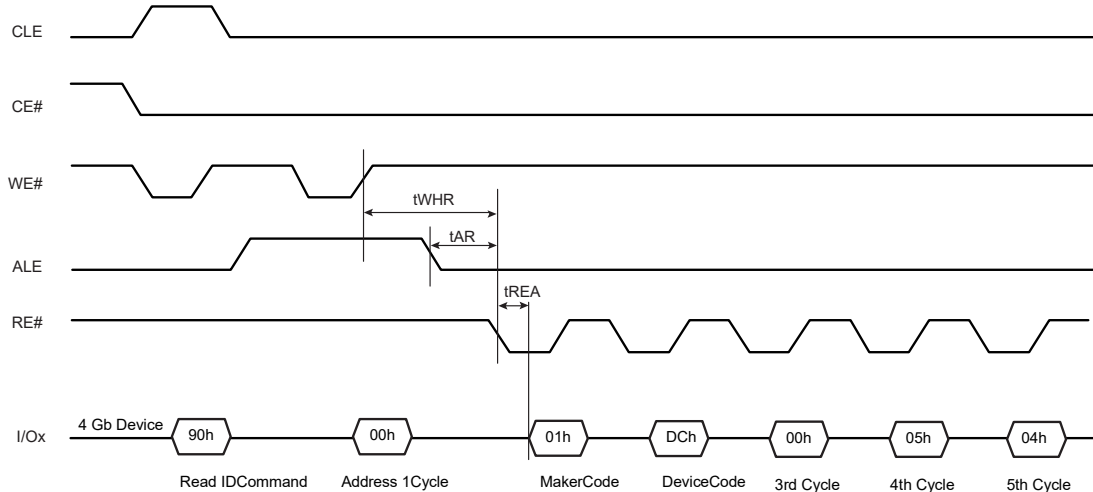 CLE
CE#
WE#
tWHR
tAR
ALE
tREA
RE#
I/Ox
4 Gb Device
90h
00h
01h
DCh
00h
05h
04h
Read IDCommand
Address 1Cycle
MakerCode
DeviceCode
3rd Cycle
4th Cycle
5th Cycle